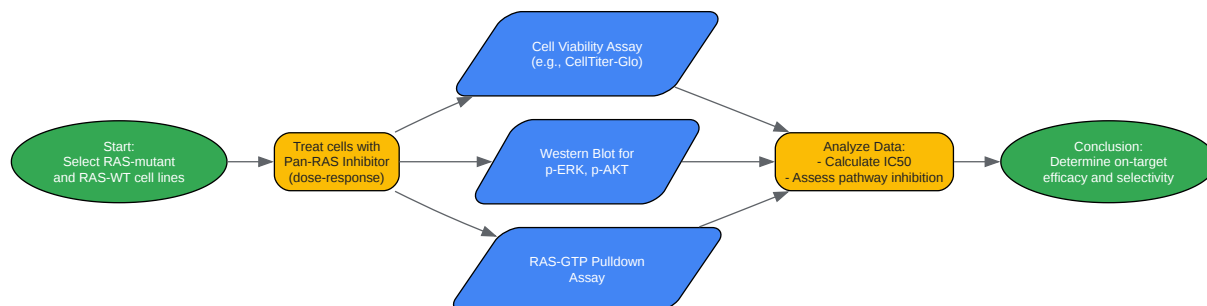 Start:
Select RAS-mutant
and RAS-WT cell lines
Treat cells with
Pan-RAS Inhibitor
(dose-response)
Cell Viability Assay
(e.g., CellTiter-Glo)
Western Blot for
p-ERK, p-AKT
RAS-GTP Pulldown
Assay
Analyze Data:
- Calculate IC50
- Assess pathway inhibition
Conclusion:
Determine on-target
efficacy and selectivity